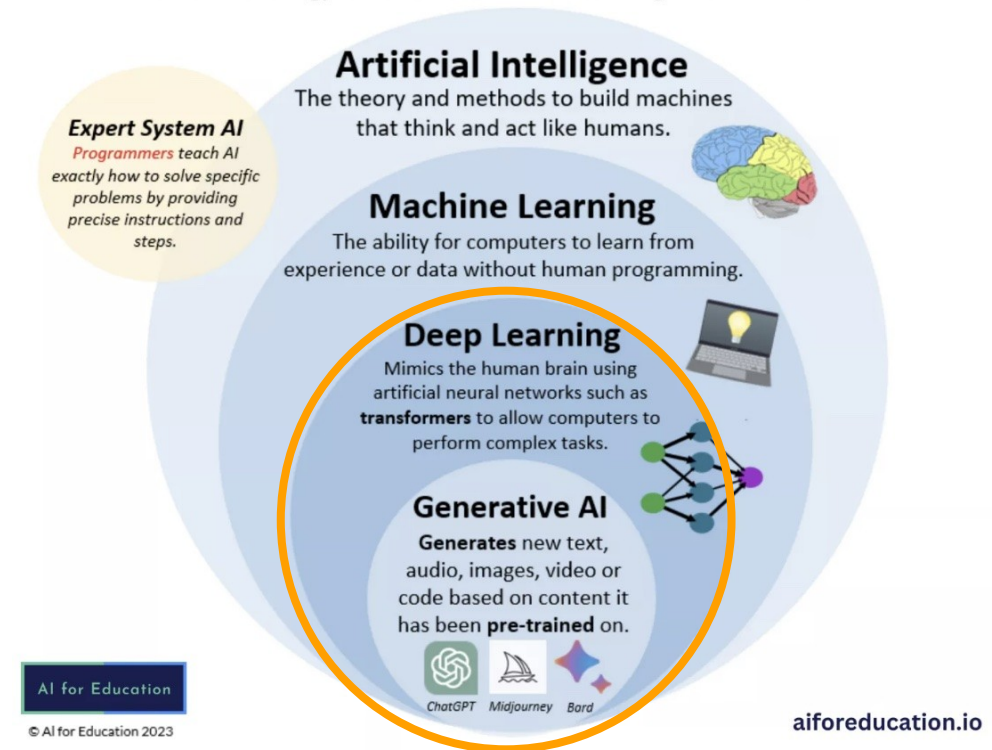 Artificial Intelligence
The theory and methods to build machines
that think and act like humans.
Expert System AI
Programmers teach AI
exactly how to solve specific
problems by providing
precise instructions and
steps.
Machine Learning
The ability for computers to learn from
experience or data without human programming.
Deep Learning
Mimics the human brain using
artificial neural networks such as
transformers to allow computers to
perform complex tasks.
Generative AI
Generates new text,
audio, images, video or
code based on content it
has been pre-trained on.
ChatGPT Midjourney Bard
AI for Education
© AI for Education 2023
aiforeducation.io